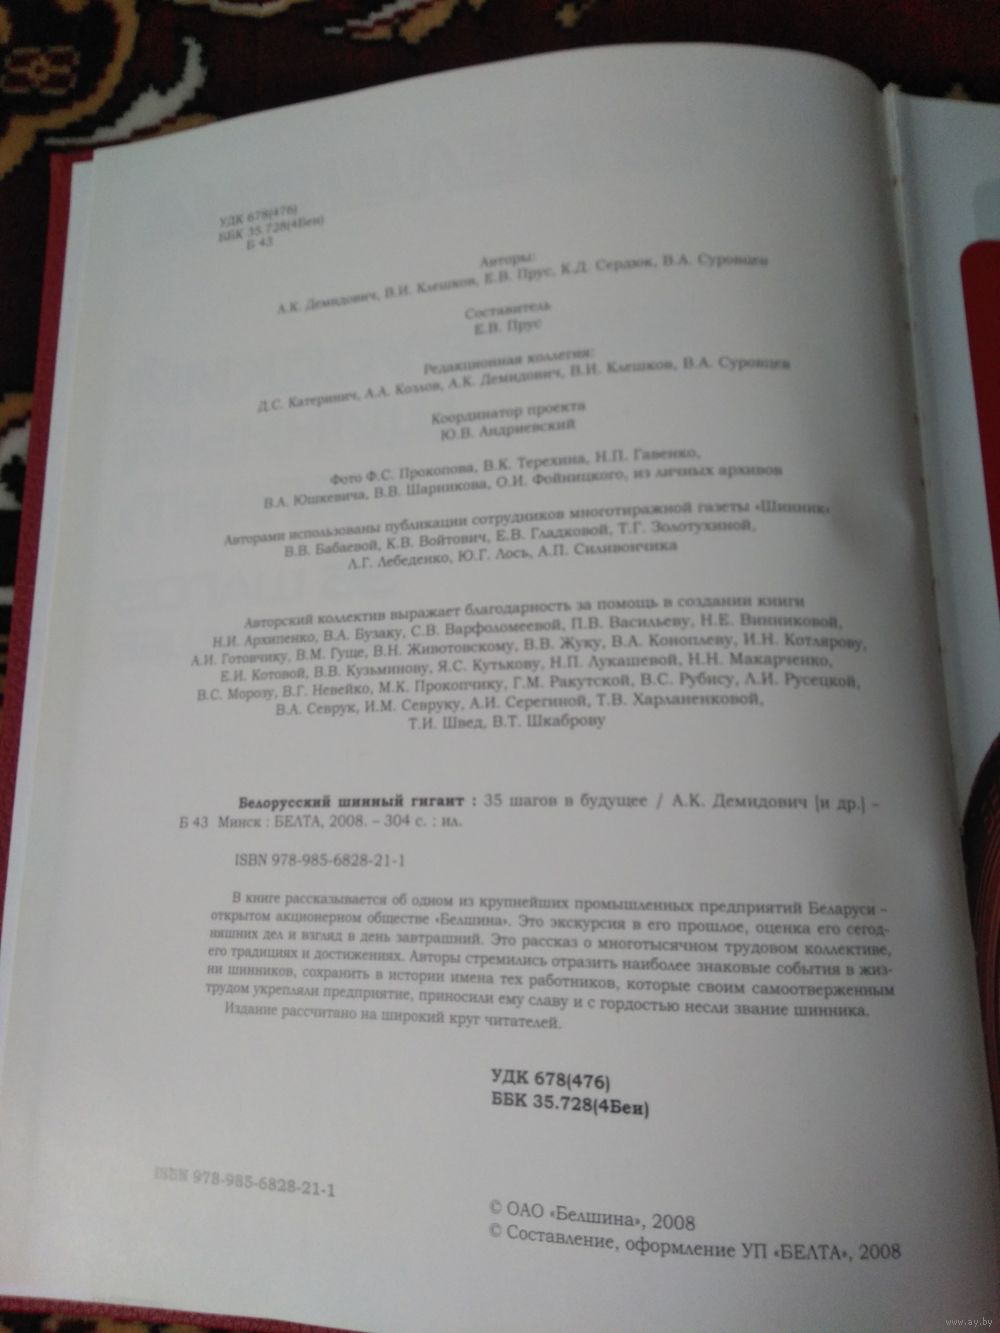 УДК 678(476)
ББК 35.728(4Беи)
Б 43
Авторы:
А.К. Демидович, В.И. Клешков, Е.В. Прус, К.Д. Сердюк, В.А. Суровцев
Составитель
Е.В. Прус
Редакционная коллегия:
Д.С. Катеринич, А.А. Козлов, А.К. Демидович, В.И. Клешков, В.А. Суровцев
Координатор проекта
Ю.В. Андриевский
Фото Ф.С. Прокопова, В.К. Терехина, Н.П. Гавенко,
В.А. Юшкевича, В.В. Шарникова, О.И. Фойницкого, из личных архивов
Авторами использованы публикации сотрудников многотиражной газеты «Шинник»
В.В. Бабаевой, К.В. Войтович, Е.В. Гладковой, Т.Г. Золотухиной,
Л.Г. Лебеденко, Ю.Г. Лось, А.П. Силивончика
Авторский коллектив выражает благодарность за помощь в создании книги
Н.И. Архипенко, В.А. Бузаку, С.В. Варфоломеевой, П.В. Васильеву, Н.Е. Винниковой,
А.И. Готовчику, В.М. Гуще, В.Н. Животовскому, В.В. Жуку, В.А. Коноплеву, И.Н. Котлярову,
Е.И. Котовой, В.В. Кузьминову, Я.С. Кутькову, Н.П. Лукашевой, Н.Н. Макарченко,
В.С. Морозу, В.Г. Невейко, М.К. Прокопчику, Г.М. Ракутской, В.С. Рубису, Л.И. Русецкой,
В.А. Севрук, И.М. Севруку, А.И. Серегиной, Т.В. Харланенковой,
Т.И. Швед, В.Т. Шкаброву
Белорусский шинный гигант : 35 шагов в будущее / А.К. Демидович [и др.] –
Б 43 Минск : БЕЛТА, 2008. – 304 с. : ил.
ISBN 978-985-6828-21-1
В книге рассказывается об одном из крупнейших промышленных предприятий Беларуси –
открытом акционерном обществе «Белшина». Это экскурсия в его прошлое, оценка его сегод-
няшних дел и взгляд в день завтрашний. Это рассказ о многотысячном трудовом коллективе,
его традициях и достижениях. Авторы стремились отразить наиболее знаковые события в жиз-
ни шинников, сохранить в истории имена тех работников, которые своим самоотверженным
трудом укрепляли предприятие, приносили ему славу и с гордостью несли звание шинника.
Издание рассчитано на широкий круг читателей.
УДК 678(476)
ББК 35.728(4Беи)
ISBN 978-985-6828-21-1
© ОАО «Белшина», 2008
© Составление, оформление УП «БЕЛТА», 2008
www.ay.by